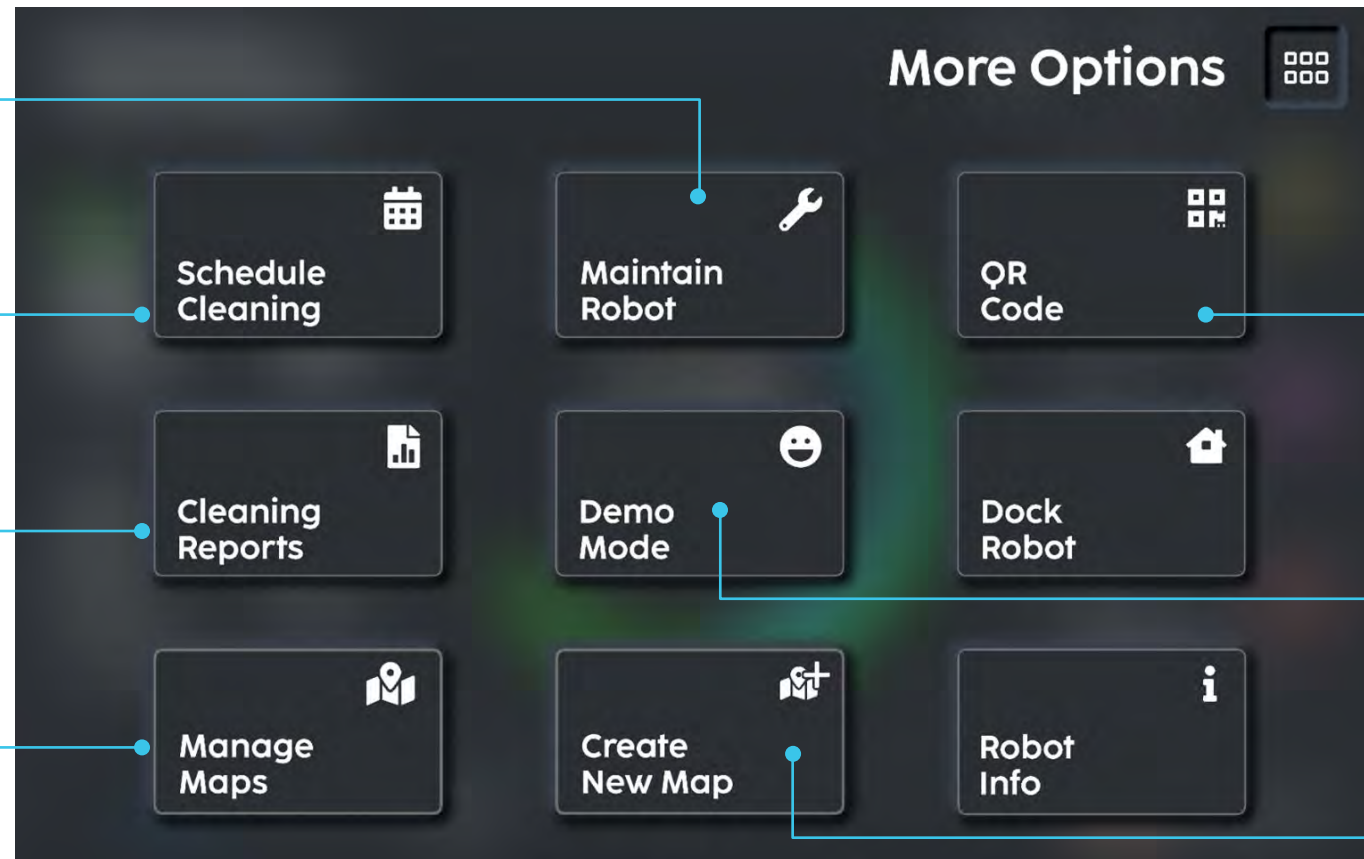 More Options
Schedule
Cleaning
Maintain
Robot
QR
Code
Cleaning
Reports
Demo
Mode
Dock
Robot
Manage
Maps
Create
New Map
Robot
Info